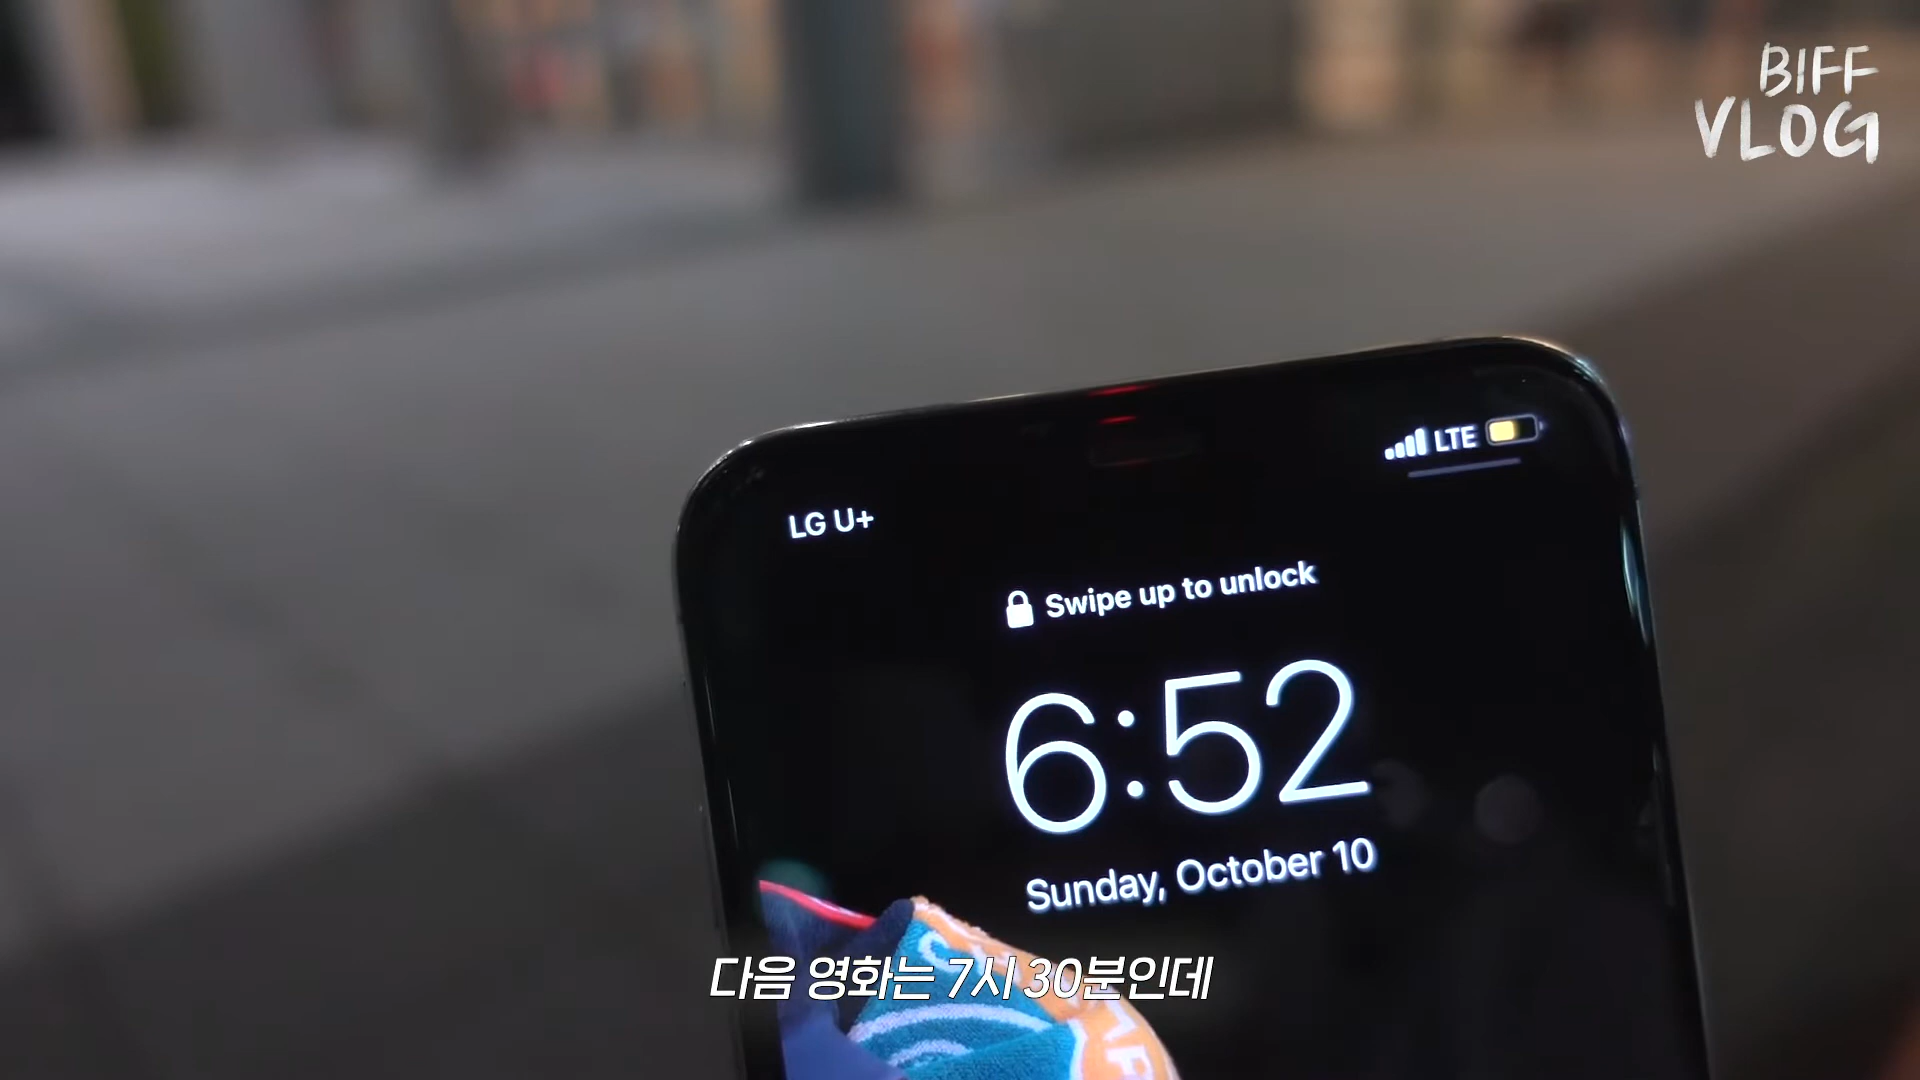 BIFF
VLOG
LTE
LG U+
Swipe up to unlock
6:52
Sunday, October 10
다음 영화는 7시 30분인데